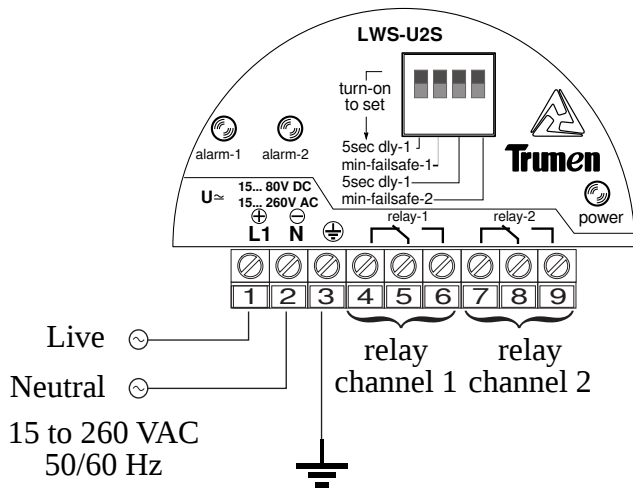 LWS-U2S
turn-on
to set
5sec dly-1
min-failsafe-1
5sec dly-1
min-failsafe-2
alarm-1
alarm-2
Trumen
power
U≃
15... 80V DC
15... 260V AC
⊕ ⊖
L1 N
relay-1
relay-2
1 2 3 4 5 6 7 8 9
Live
Neutral
15 to 260 VAC
50/60 Hz
relay
channel 1
relay
channel 2